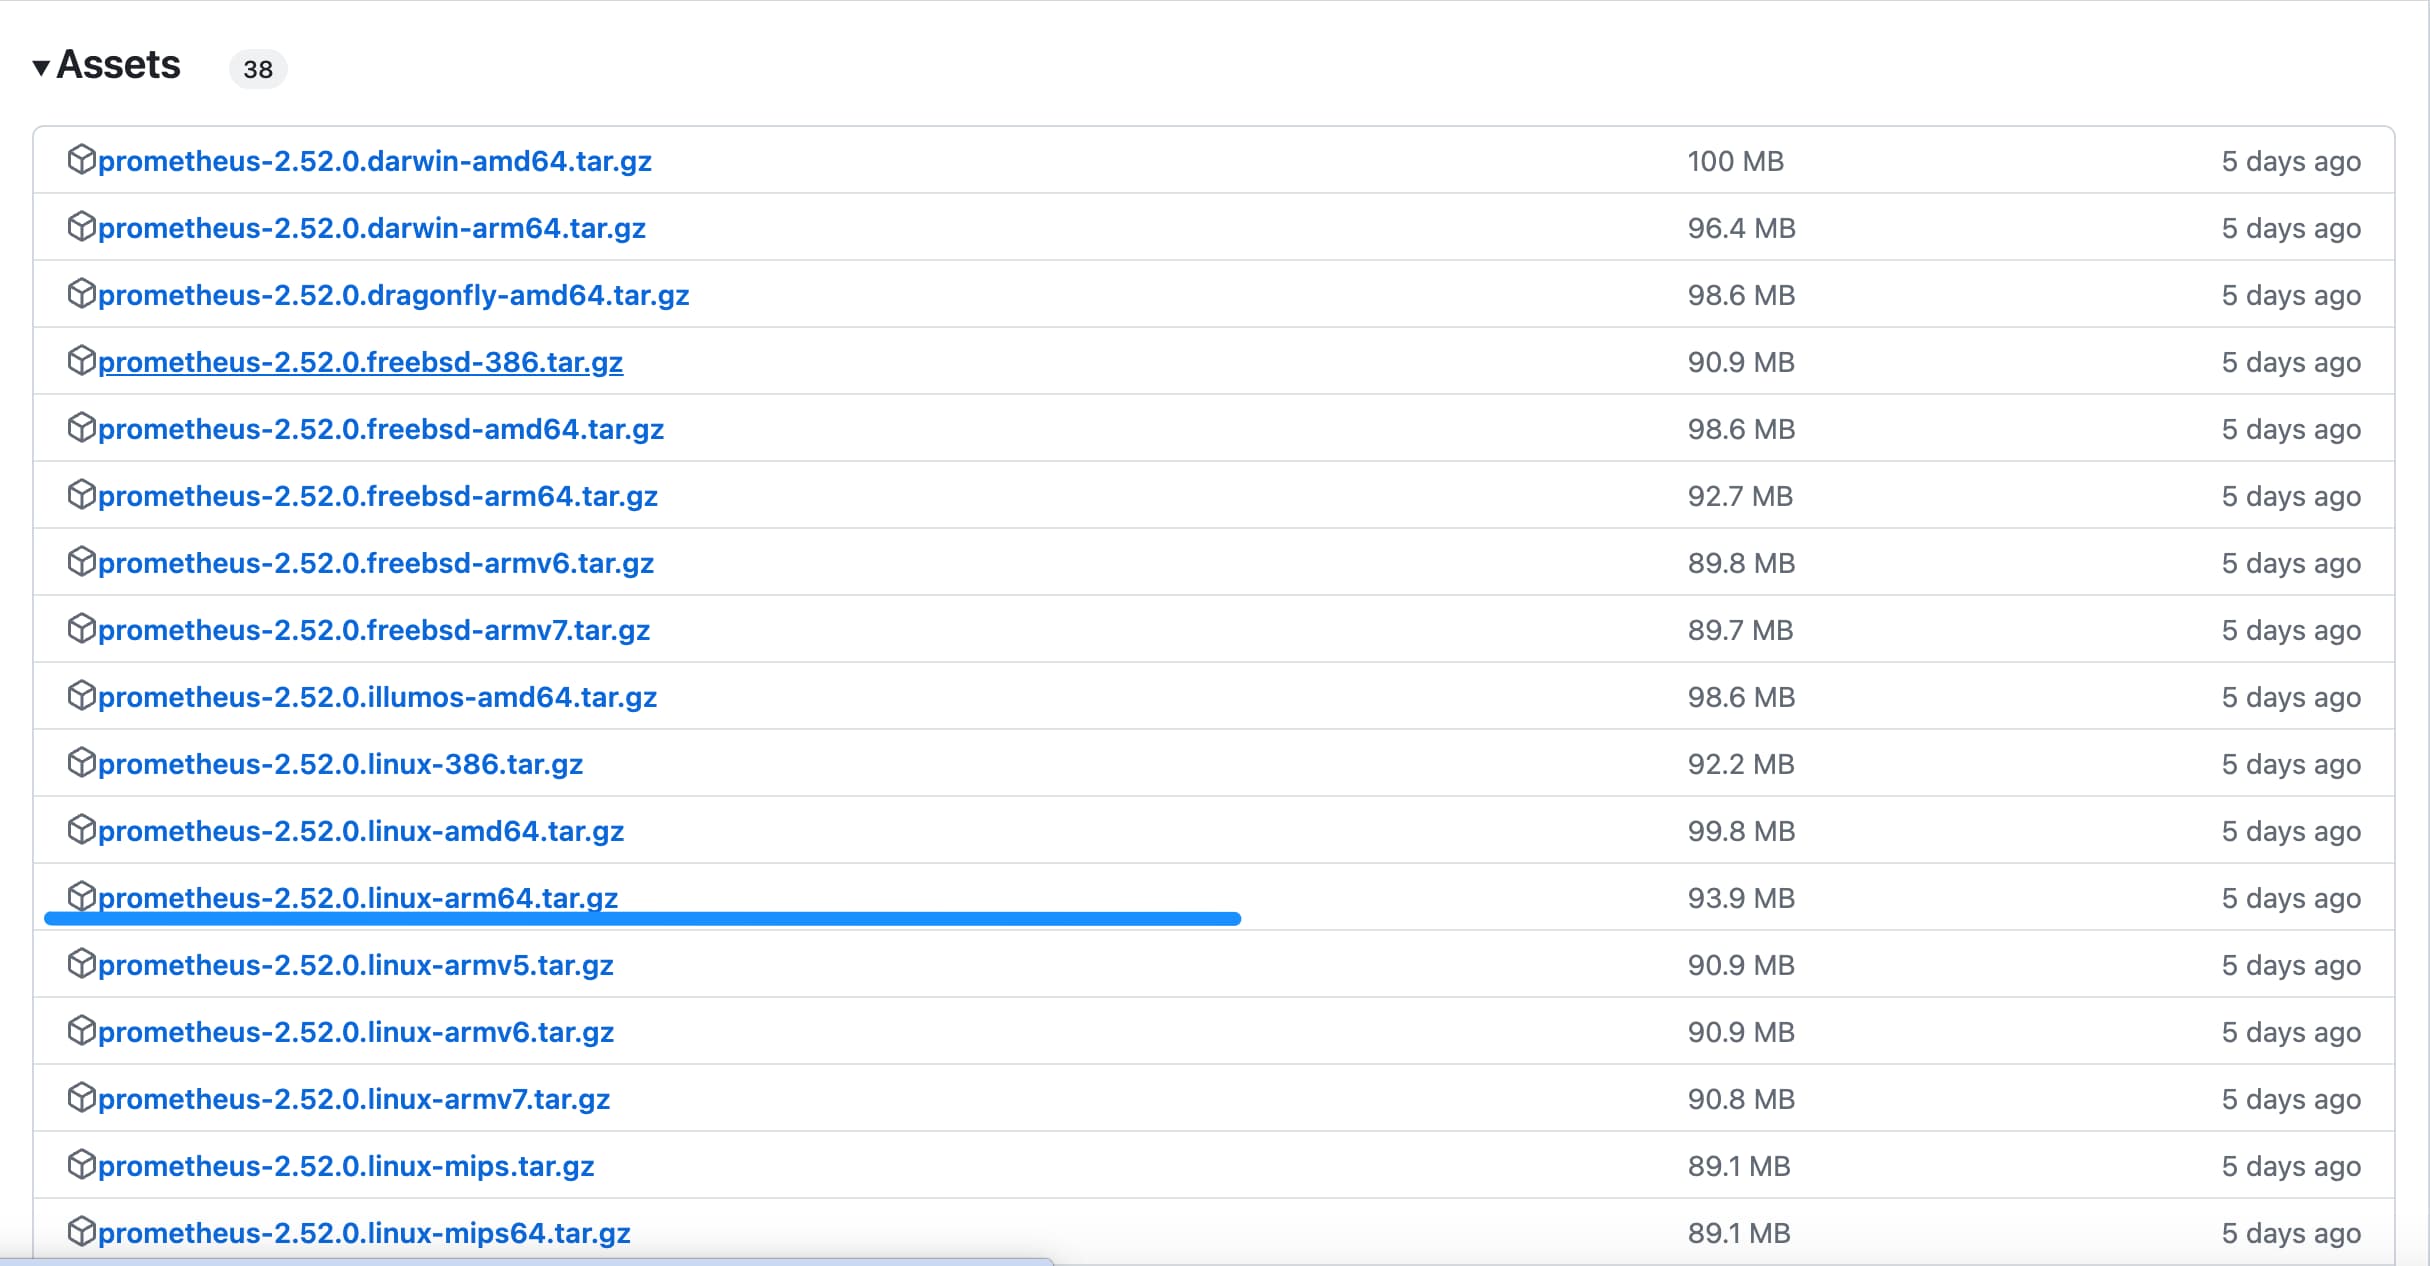 Assets 38
prometheus-2.52.0.darwin-amd64.tar.gz 100 MB 5 days ago
prometheus-2.52.0.darwin-arm64.tar.gz 96.4 MB 5 days ago
prometheus-2.52.0.dragonfly-amd64.tar.gz 98.6 MB 5 days ago
prometheus-2.52.0.freebsd-386.tar.gz 90.9 MB 5 days ago
prometheus-2.52.0.freebsd-amd64.tar.gz 98.6 MB 5 days ago
prometheus-2.52.0.freebsd-arm64.tar.gz 92.7 MB 5 days ago
prometheus-2.52.0.freebsd-armv6.tar.gz 89.8 MB 5 days ago
prometheus-2.52.0.freebsd-armv7.tar.gz 89.7 MB 5 days ago
prometheus-2.52.0.illumos-amd64.tar.gz 98.6 MB 5 days ago
prometheus-2.52.0.linux-386.tar.gz 92.2 MB 5 days ago
prometheus-2.52.0.linux-amd64.tar.gz 99.8 MB 5 days ago
prometheus-2.52.0.linux-arm64.tar.gz 93.9 MB 5 days ago
prometheus-2.52.0.linux-armv5.tar.gz 90.9 MB 5 days ago
prometheus-2.52.0.linux-armv6.tar.gz 90.9 MB 5 days ago
prometheus-2.52.0.linux-armv7.tar.gz 90.8 MB 5 days ago
prometheus-2.52.0.linux-mips.tar.gz 89.1 MB 5 days ago
prometheus-2.52.0.linux-mips64.tar.gz 89.1 MB 5 days ago